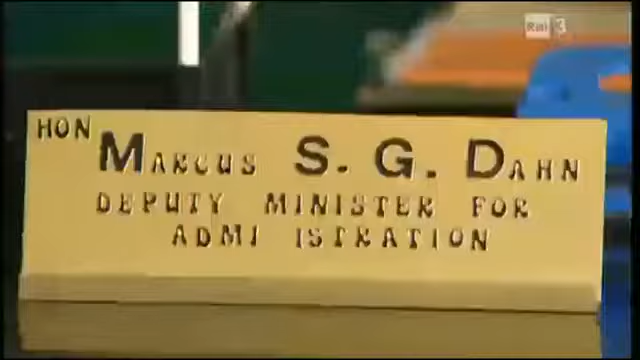 Rai 3
HON
MARCUS S. G. DAHN
DEPUTY MINISTER FOR
ADMI ISTRATION